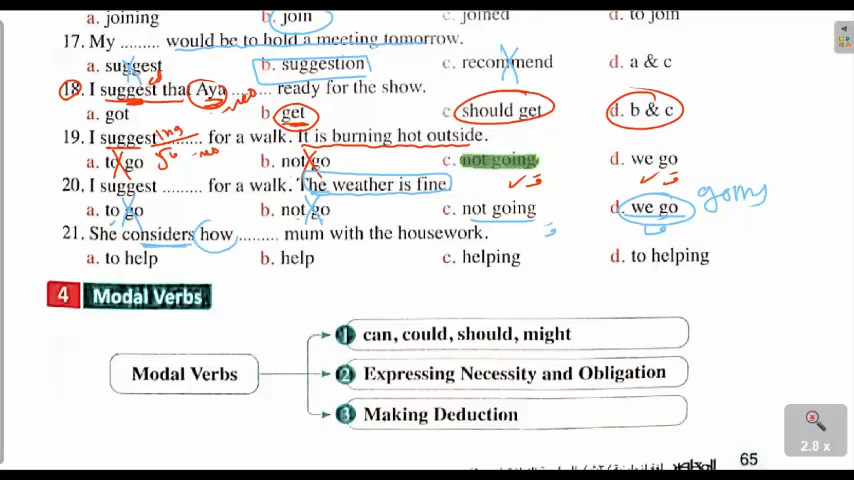 a. joining b. join c. joined d. to join
17. My ......... would be to hold a meeting tomorrow.
a. suggest b. suggestion c. recommend d. a & c
18. I suggest that Aya ......... ready for the show.
a. got b get c should get d. b & c
19. I suggest ......... for a walk. It is burning hot outside.
ing
a. to go b. not go c. not going d. we go
20. I suggest ......... for a walk. The weather is fine.
a. to go b. not go c. not going d. we go going
21. She considers how ......... mum with the housework.
a. to help b. help c. helping d. to helping
4 Modal Verbs
Modal Verbs
1 can, could, should, might
2 Expressing Necessity and Obligation
3 Making Deduction
2.8 x
65